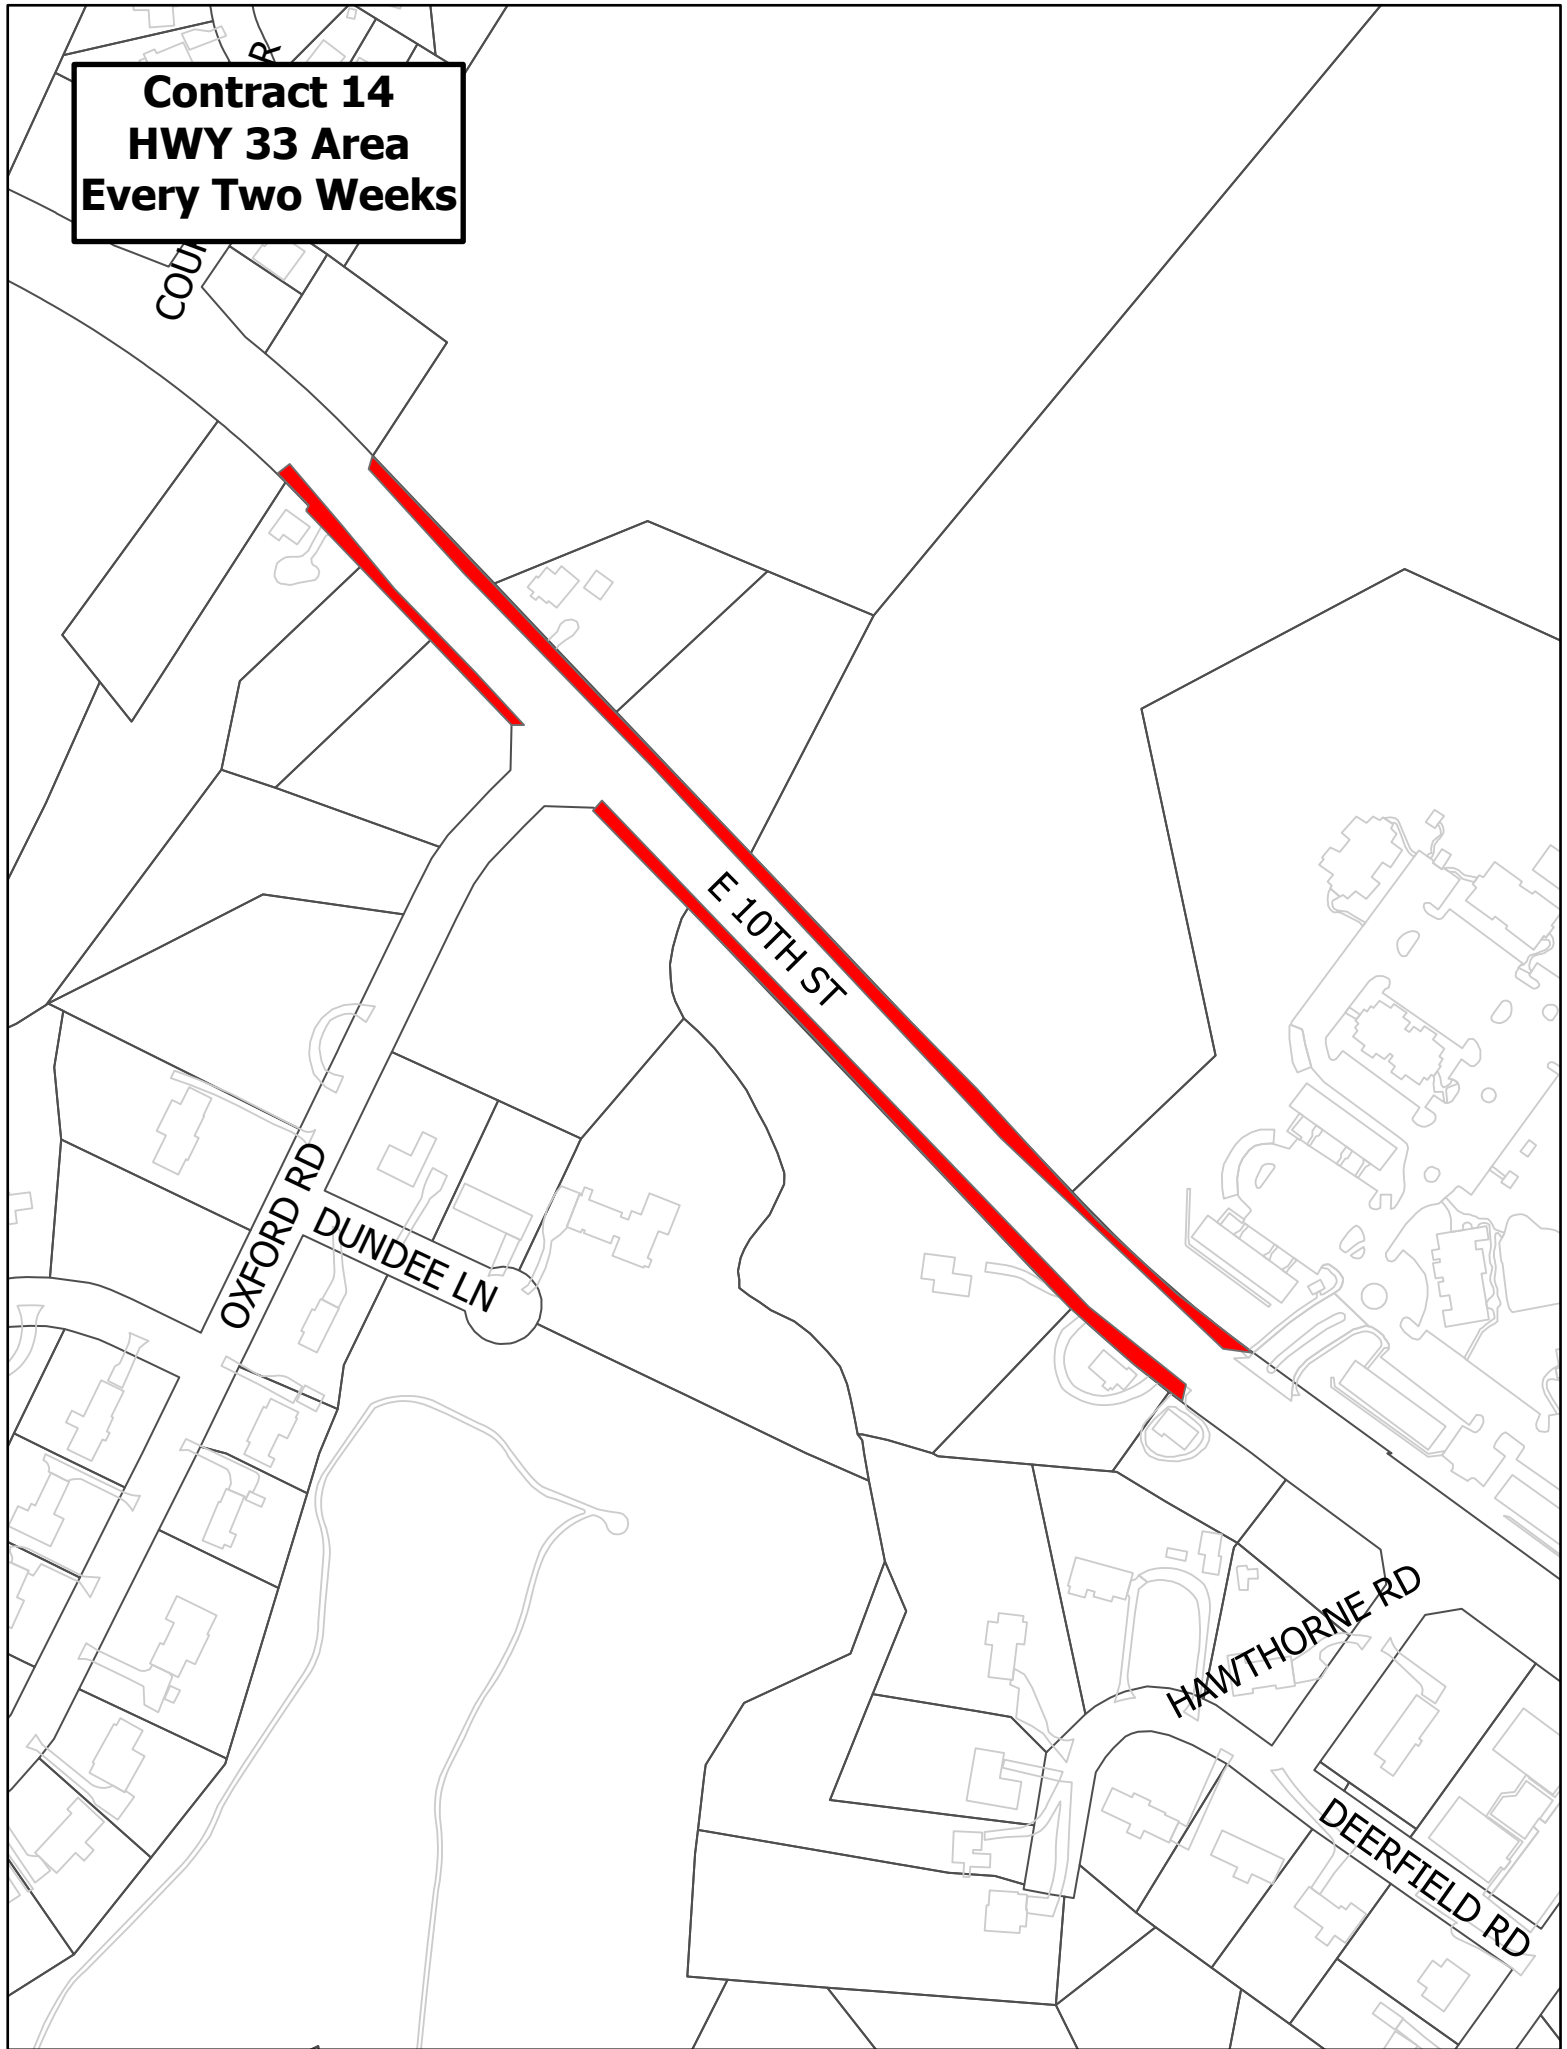 Contract 14
HWY 33 Area
Every Two Weeks
E 10TH ST
OXFORD RD
DUNDEE LN
HAWTHORNE RD
DEERFIELD RD